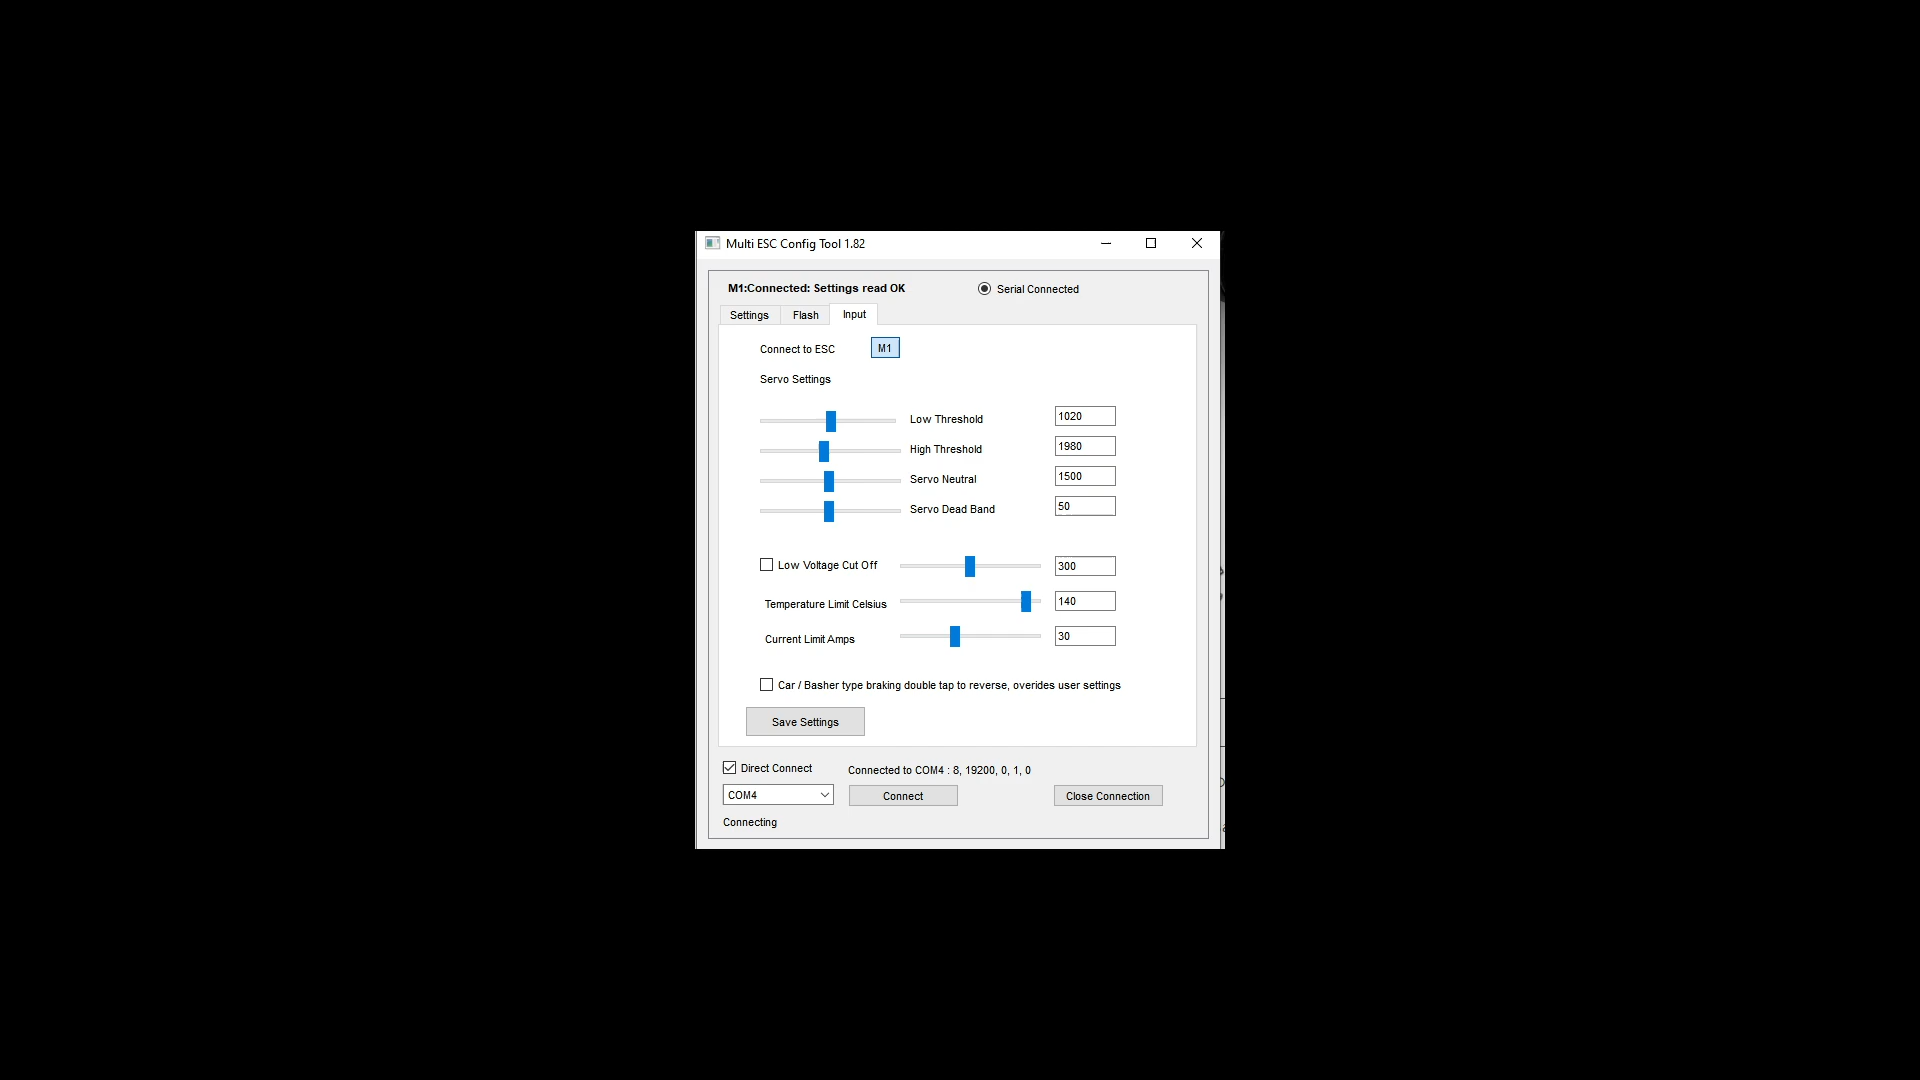 Multi ESC Config Tool 1.82
M1:Connected: Settings read OK
Serial Connected
Settings
Flash
Input
Connect to ESC
M1
Servo Settings
Low Threshold
1020
High Threshold
1980
Servo Neutral
1500
Servo Dead Band
50
Low Voltage Cut Off
300
Temperature Limit Celsius
140
Current Limit Amps
30
Car / Basher type braking double tap to reverse, overides user settings
Save Settings
Direct Connect
Connected to COM4 : 8, 19200, 0, 1, 0
COM4
Connect
Close Connection
Connecting